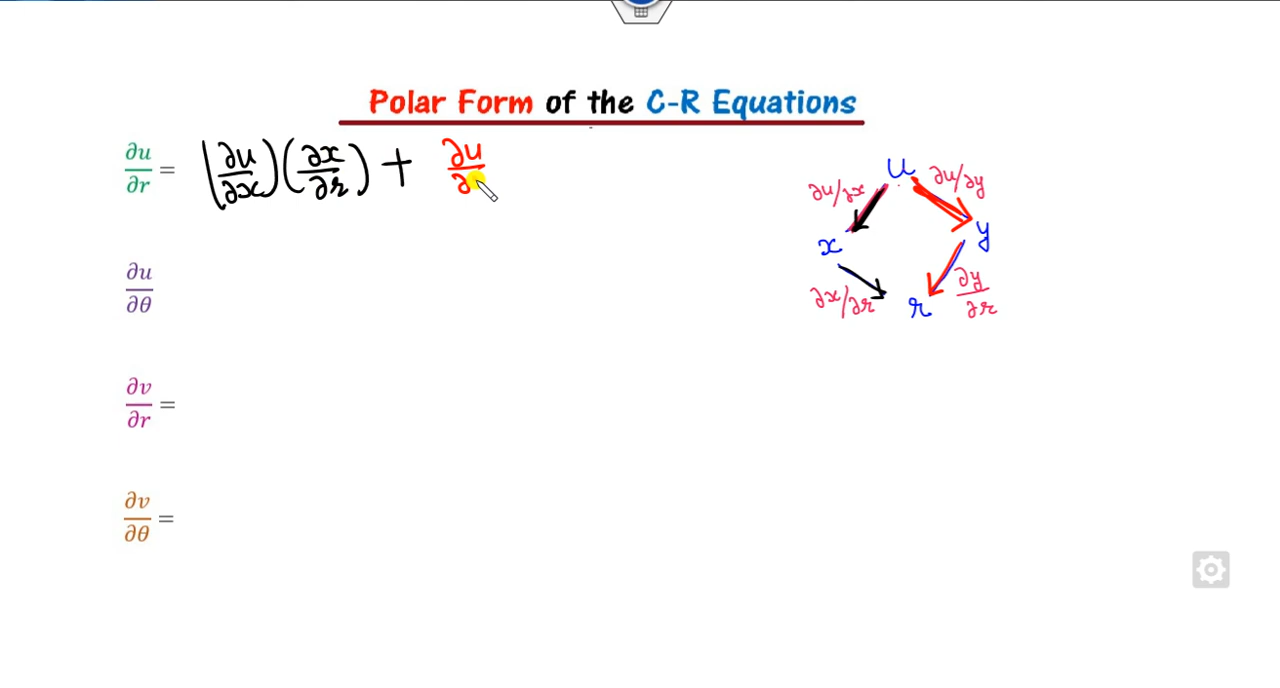 Polar Form of the C-R Equations
∂u/∂r = (∂u/∂x)(∂x/∂r) + ∂u/∂
u
∂u/∂x ∂u/∂y
x y
∂x/∂r r ∂y/∂r
∂u/∂θ
∂v/∂r =
∂v/∂θ =